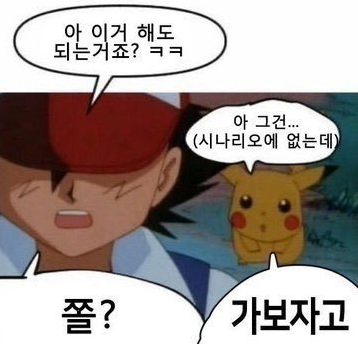 아 이거 해도
되는거죠? ㅋㅋ
아 그건...
(시나리오에 없는데)
쫄?
가보자고